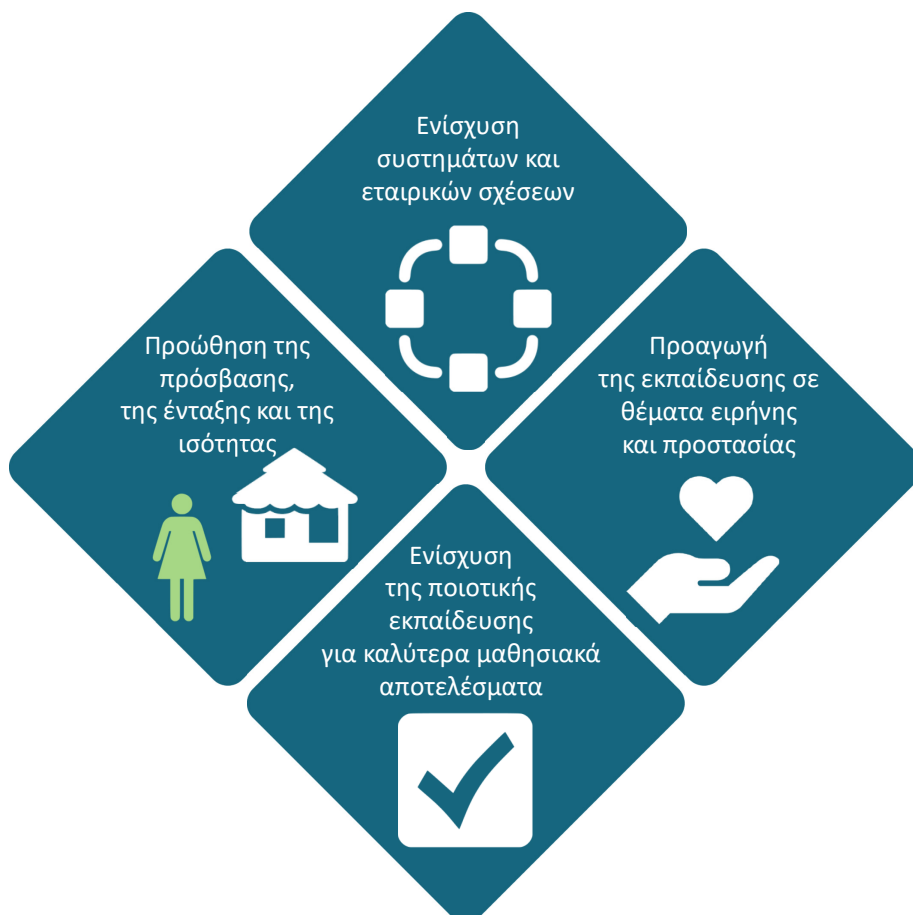 Ενίσχυση
συστημάτων και
εταιρικών σχέσεων
Προώθηση της
πρόσβασης,
της ένταξης και της
ισότητας
Προαγωγή
της εκπαίδευσης σε
θέματα ειρήνης
και προστασίας
Ενίσχυση
της ποιοτικής
εκπαίδευσης
για καλύτερα μαθησιακά
αποτελέσματα